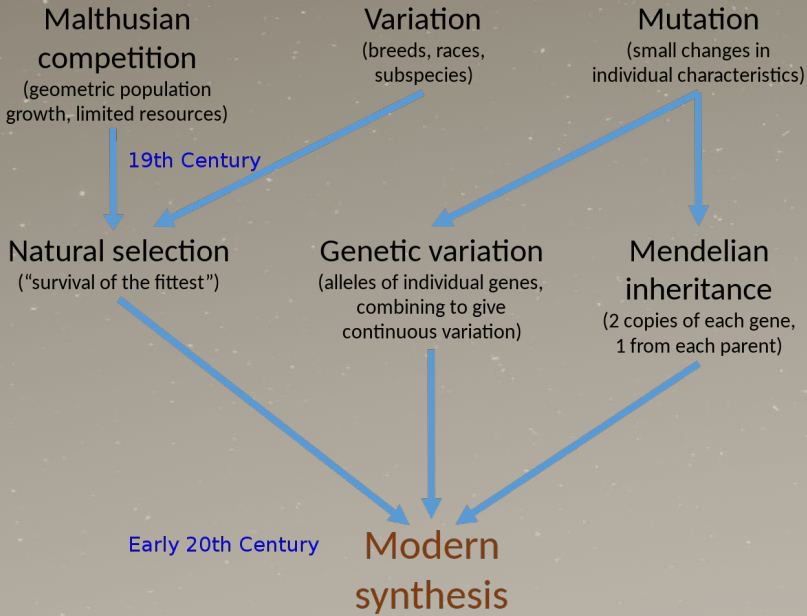 Malthusian
competition
(geometric population
growth, limited resources)
Variation
(breeds, races,
subspecies)
Mutation
(small changes in
individual characteristics)
19th Century
Natural selection
(“survival of the fittest”)
Genetic variation
(alleles of individual genes,
combining to give
continuous variation)
Mendelian
inheritance
(2 copies of each gene,
1 from each parent)
Early 20th Century
Modern
synthesis